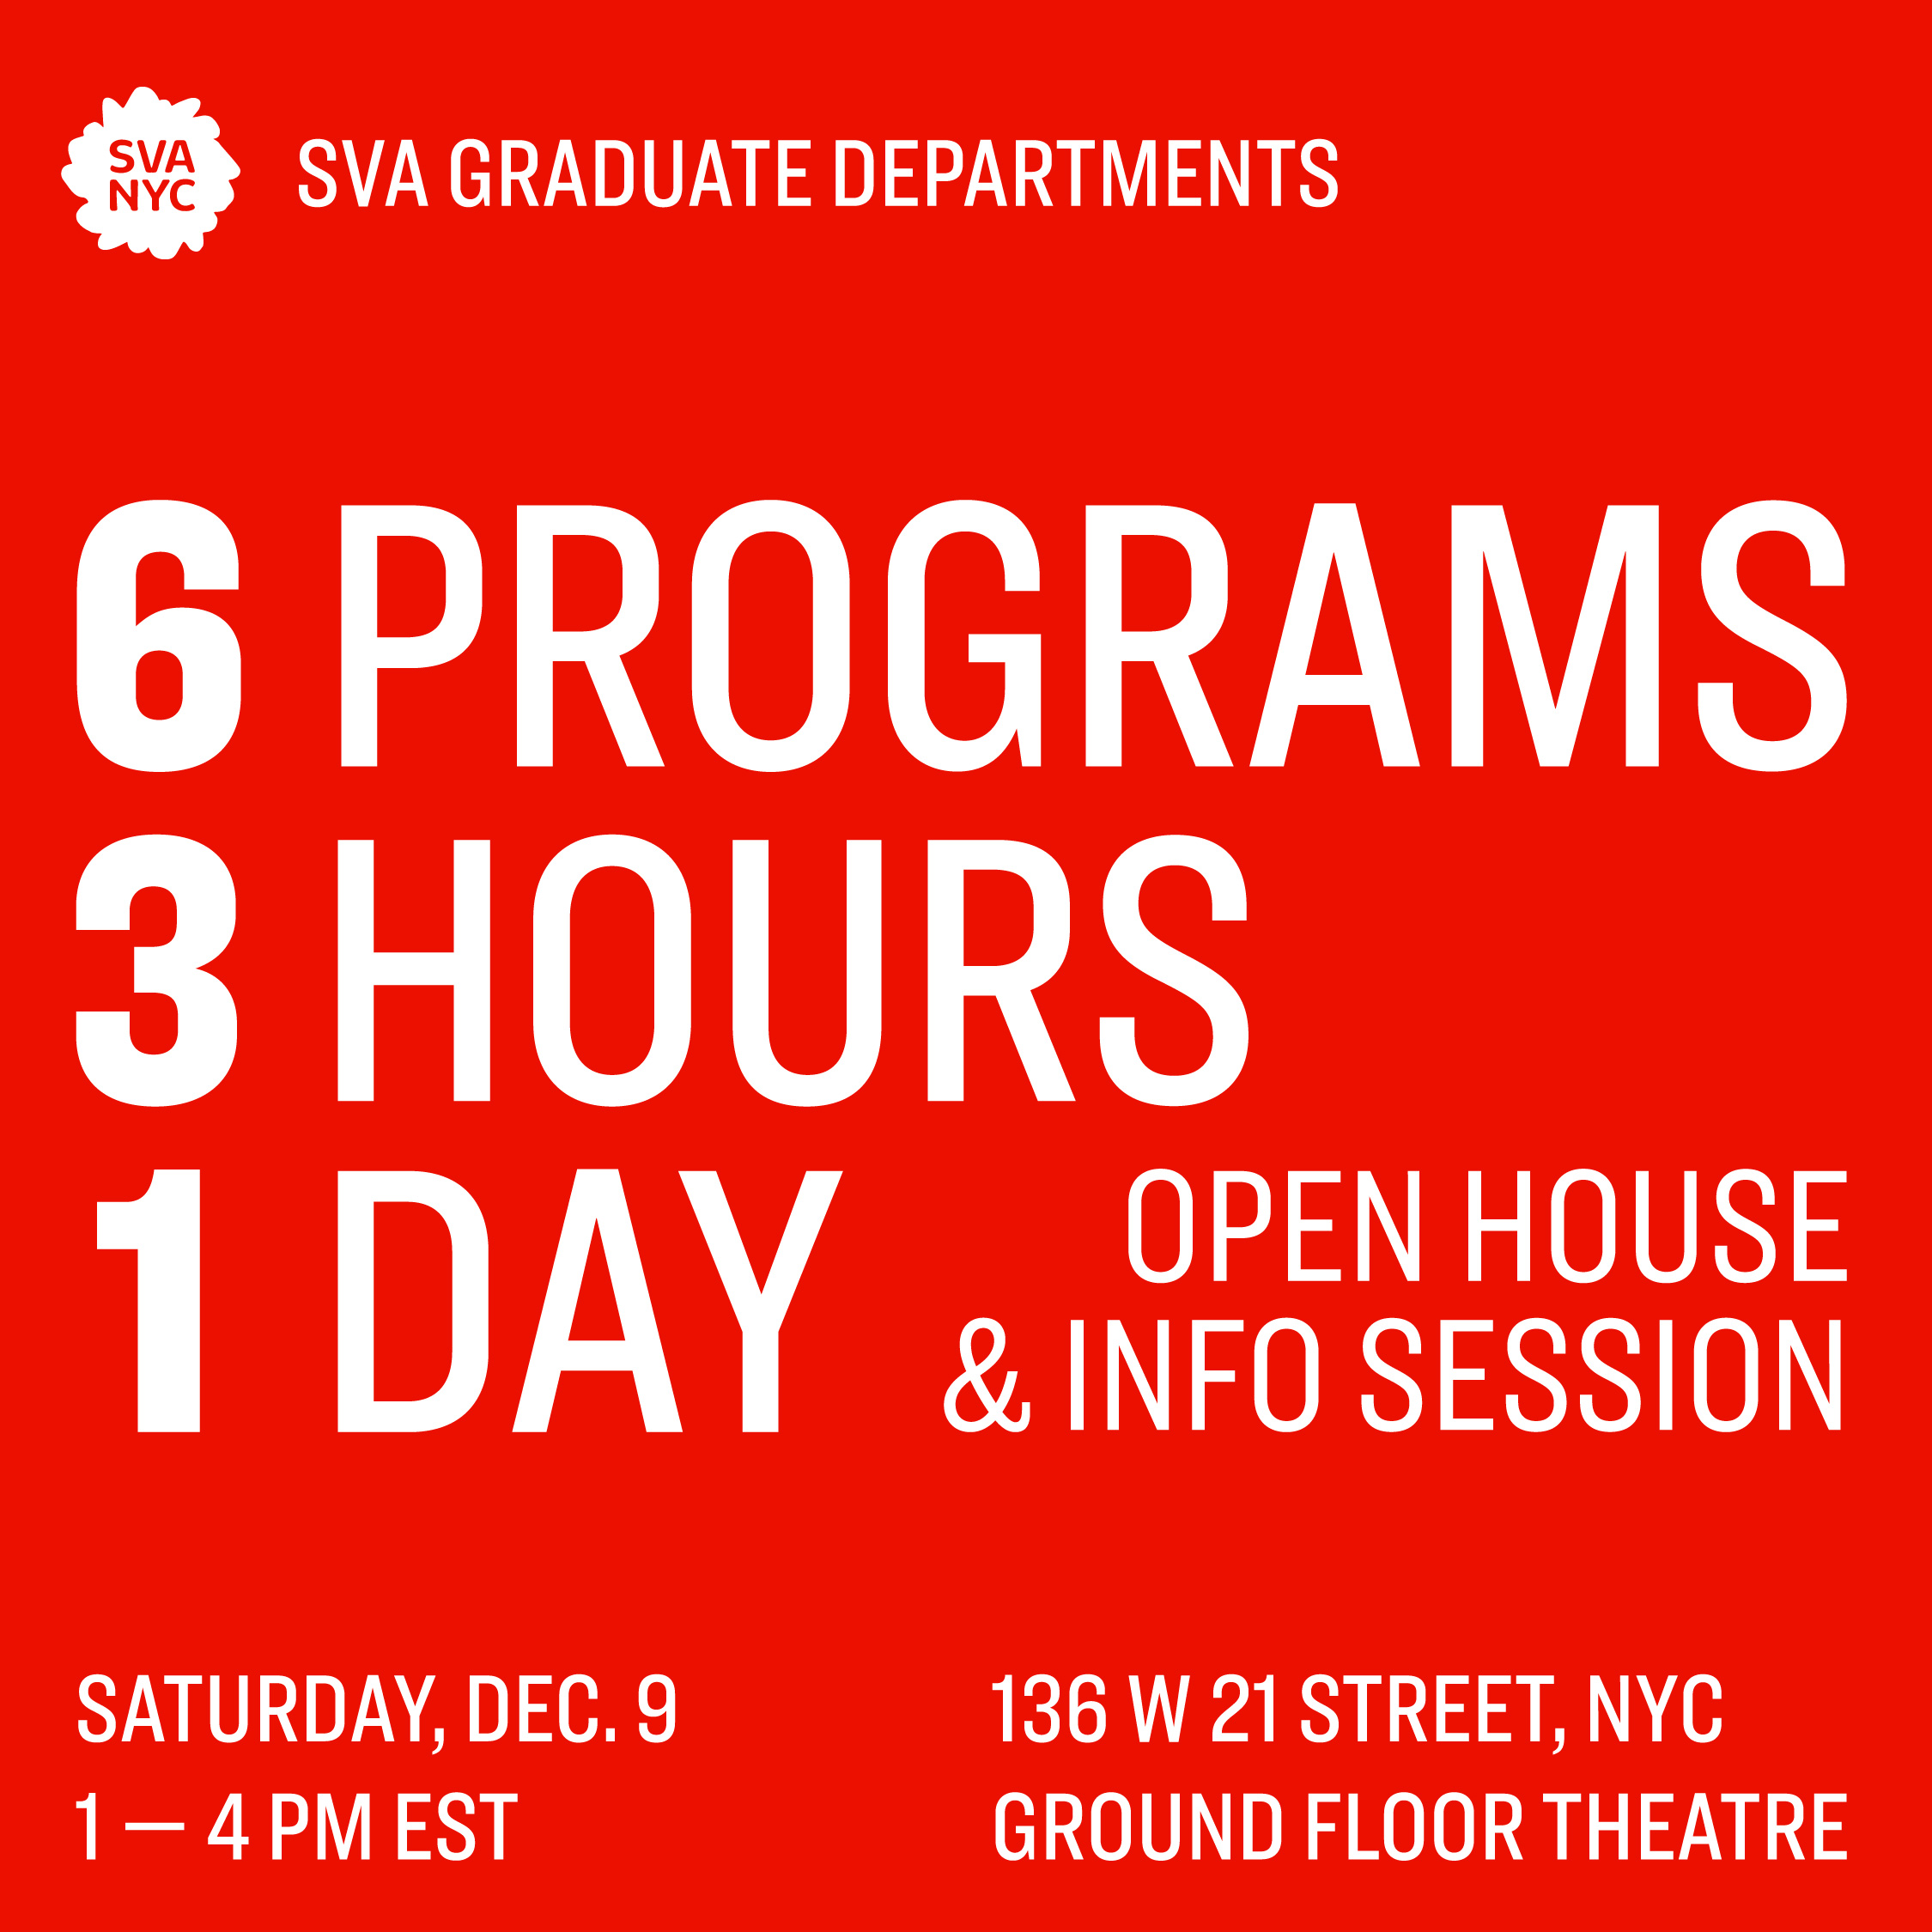 SVA
NYC
SVA GRADUATE DEPARTMENTS
6 PROGRAMS
3 HOURS
1 DAY
OPEN HOUSE
& INFO SESSION
SATURDAY, DEC. 9
1 — 4 PM EST
136 W 21 STREET, NYC
GROUND FLOOR THEATRE